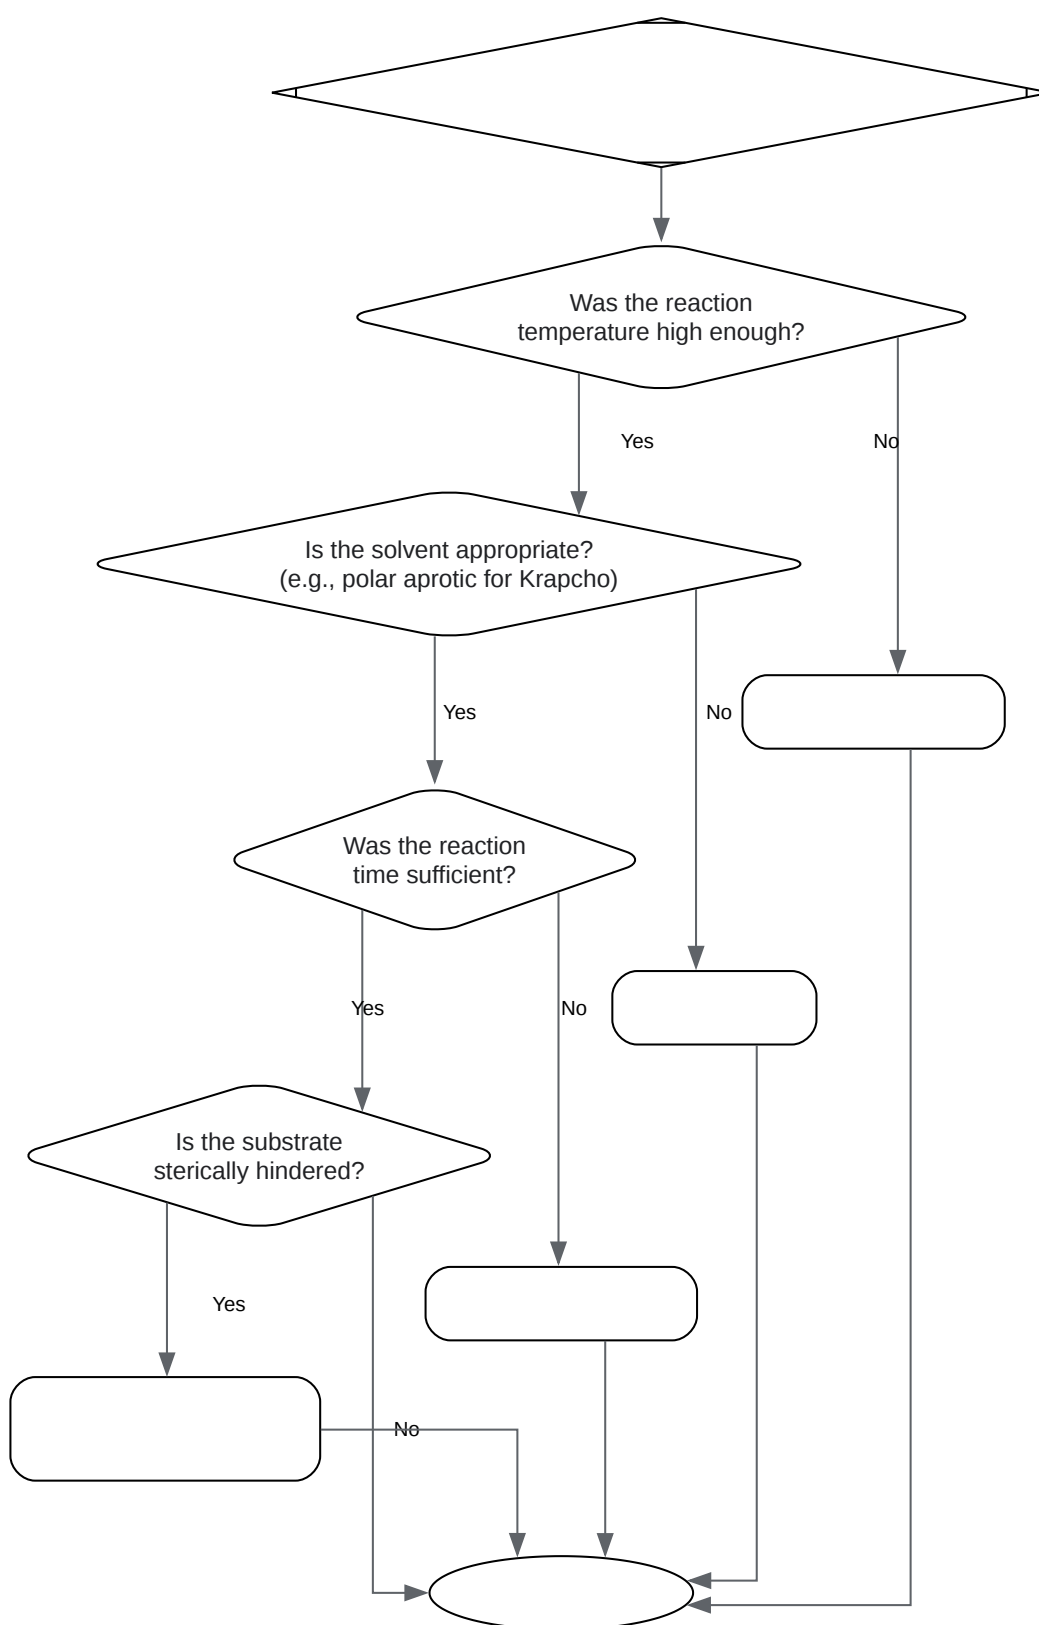 Was the reaction
temperature high enough?
Yes
No
Is the solvent appropriate?
(e.g., polar aprotic for Krapcho)
Yes
No
Was the reaction
time sufficient?
Yes
No
Is the substrate
sterically hindered?
Yes
No